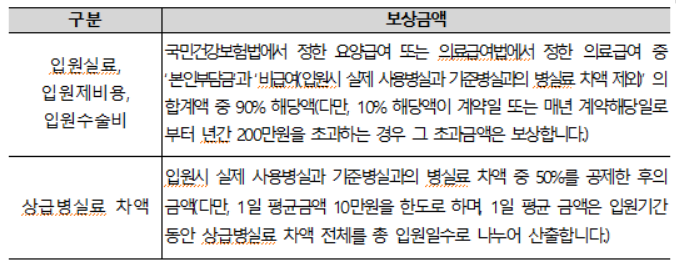 구분 보상금액
입원실료,
입원제비용,
입원수술비
국민건강보험법에서 정한 요양급여 또는 의료급여법에서 정한 의료급여 중
‘본인부담금’과 ‘비급여(입원시 실제 사용병실과 기준병실과의 병실료 차액 제외)’ 의
합계액 중 90% 해당액(다만, 10% 해당액이 계약일 또는 매년 계약해당일로
부터 년간 200만원을 초과하는 경우 그 초과금액은 보상합니다.)
상급병실료 차액
입원시 실제 사용병실과 기준병실과의 병실료 차액 중 50%를 공제한 후의
금액(다만, 1일 평균금액 10만원을 한도로 하며, 1일 평균 금액은 입원기간
동안 상급병실료 차액 전체를 총 입원일수로 나누어 산출합니다.)